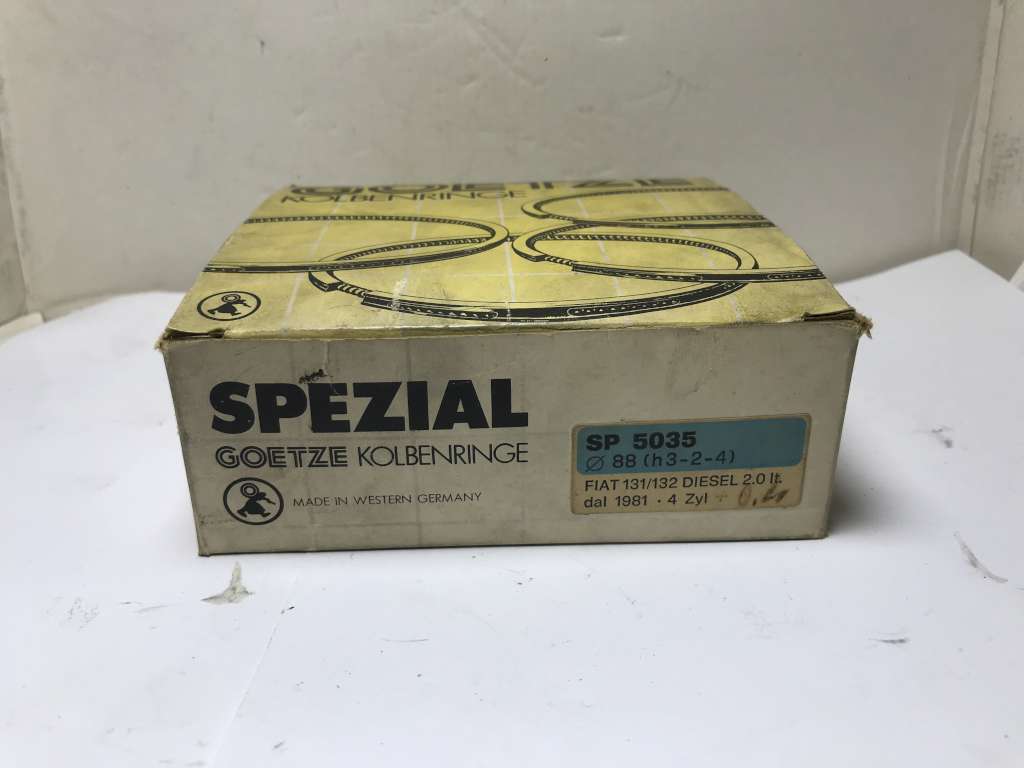 GOETZE
KOLBENRINGE
SPEZIAL
GOETZE KOLBENRINGE
MADE IN WESTERN GERMANY
SP 5035
∅ 88 (h3-2-4)
FIAT 131/132 DIESEL 2.0 lt.
dal 1981 · 4 Zyl